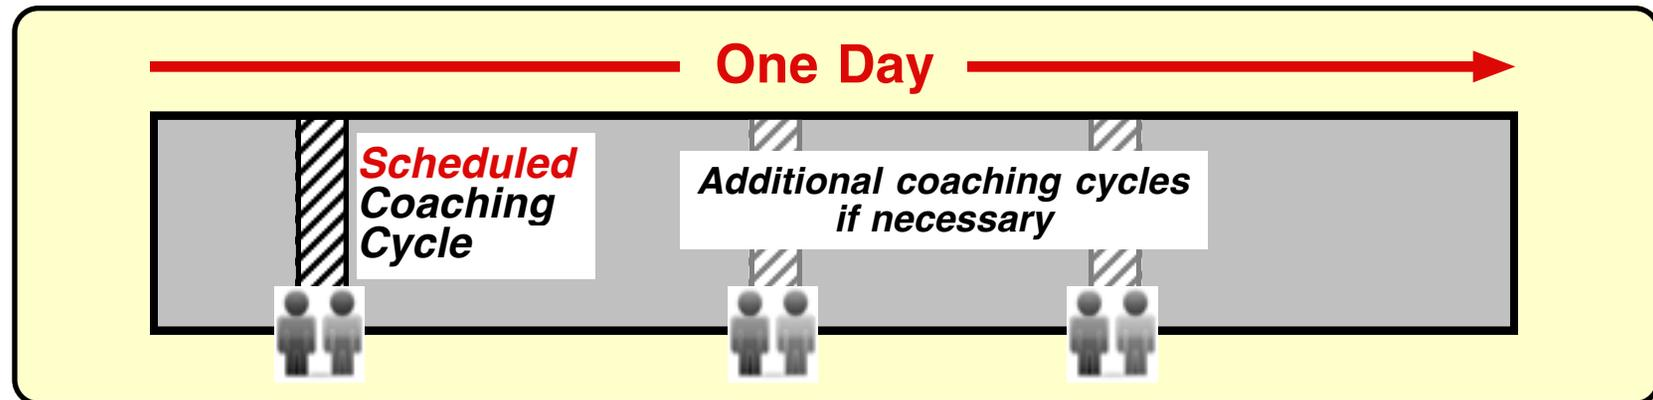 One Day
Scheduled
Coaching
Cycle
Additional coaching cycles
if necessary